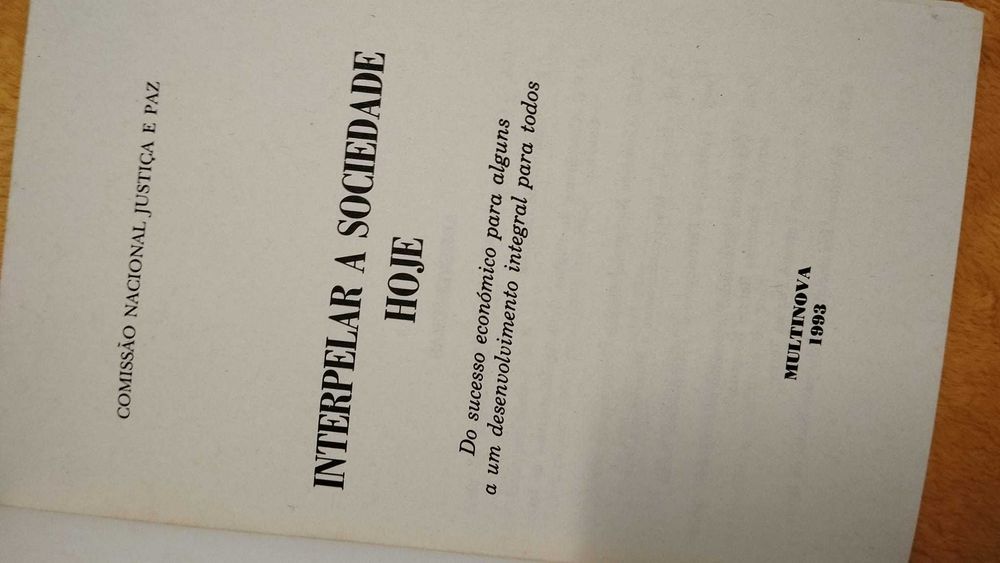 COMISSÃO NACIONAL JUSTIÇA E PAZ
INTERPELAR A SOCIEDADE
HOJE
Do sucesso económico para alguns
a um desenvolvimento integral para todos
MULTINOVA
1993